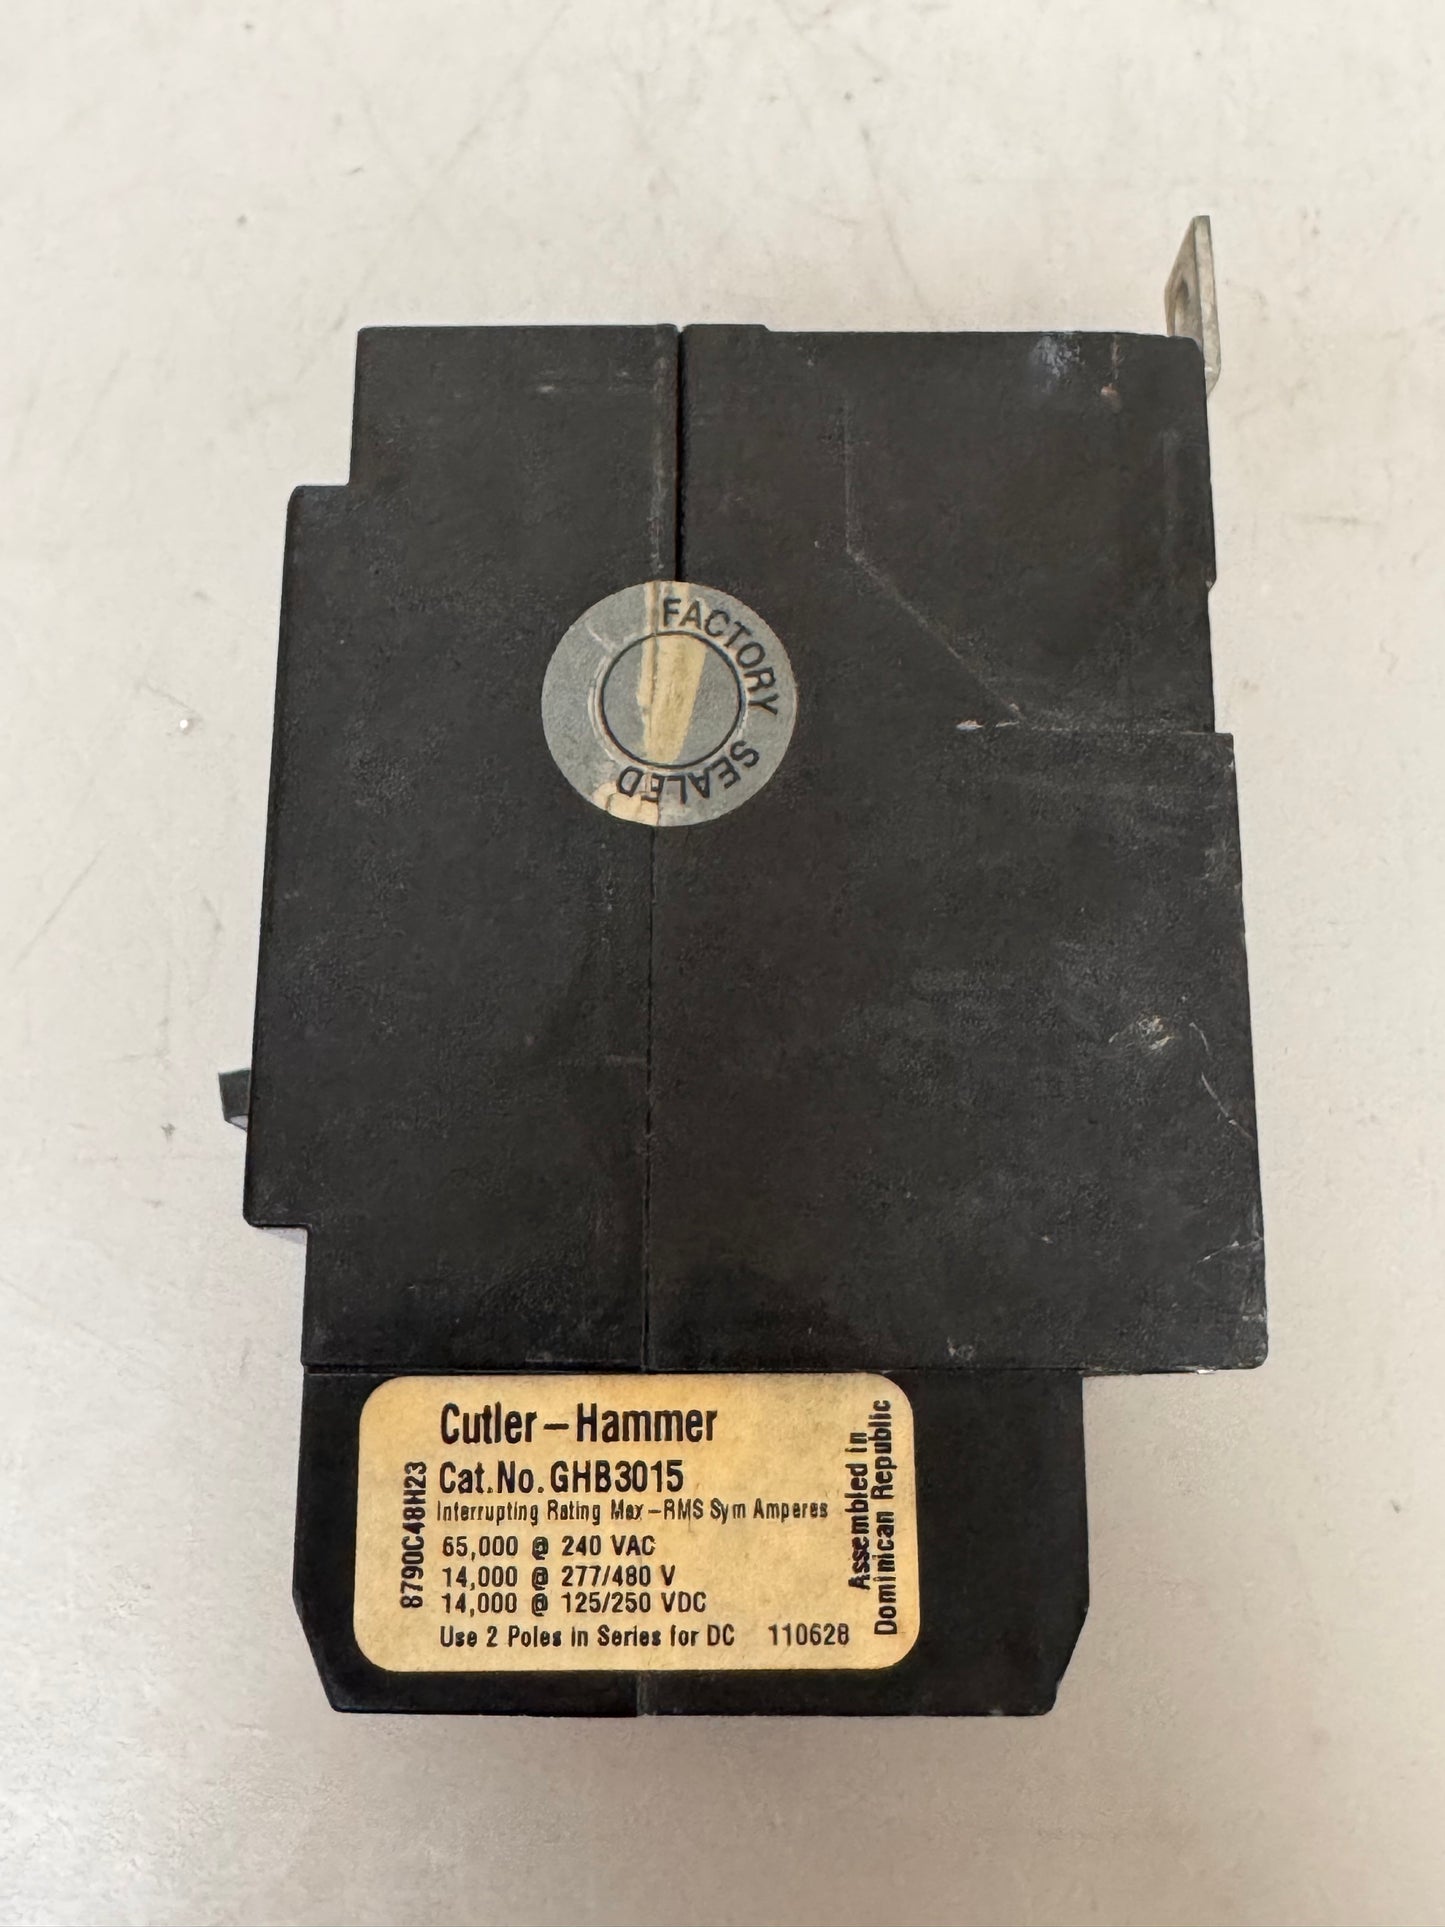 FACTORY SEALED
Cutler-Hammer
Cat.No.GHB3015
Interrupting Rating Max-RMS Sym Amperes
65,000 @ 240 VAC
14,000 @ 277/480 V
14,000 @ 125/250 VDC
Use 2 Poles in Series for DC 110628
8790C48H23
Assembled in
Dominican Republic